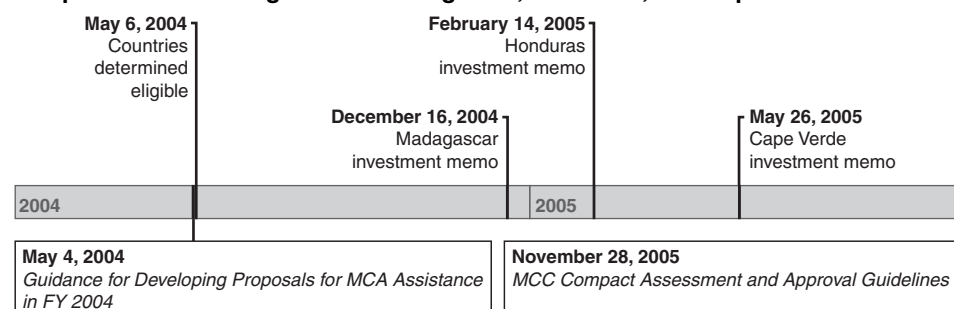 May 6, 2004
Countries
determined
eligible
February 14, 2005
Honduras
investment memo
December 16, 2004
Madagascar
investment memo
May 26, 2005
Cape Verde
investment memo
2004
2005
May 4, 2004
Guidance for Developing Proposals for MCA Assistance
in FY 2004
November 28, 2005
MCC Compact Assessment and Approval Guidelines